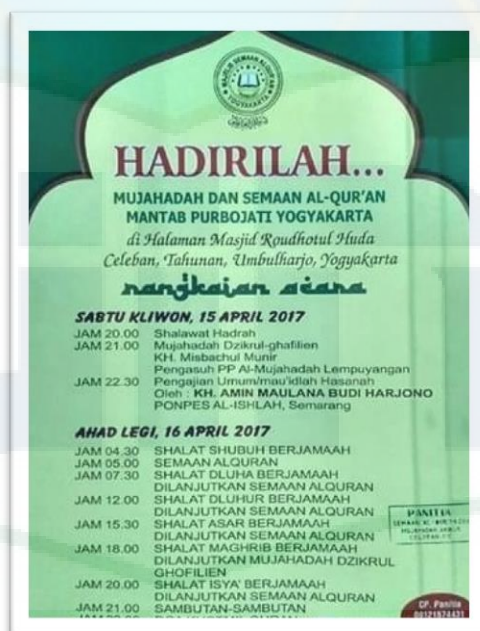 HADIRILAH...
MUJAHADAH DAN SEMAAN AL-QUR'AN
MANTAB PURBOJATI YOGYAKARTA
di Halaman Masjid Roudhotul Huda
Celeban, Tahunan, Umbulharjo, Yogyakarta
rangkaian acara
SABTU KLIWON, 15 APRIL 2017
JAM 20.00 Shalawat Hadrah
JAM 21.00 Mujahadah Dzikrul-ghafilien
KH. Misbachul Munir
Pengasuh PP Al-Mujahadah Lempuyangan
JAM 22.30 Pengajian Umum/mau'idlah Hasanah
Oleh : KH. AMIN MAULANA BUDI HARJONO
PONPES AL-ISHLAH, Semarang
AHAD LEGI, 16 APRIL 2017
JAM 04.30 SHALAT SHUBUH BERJAMAAH
JAM 05.00 SEMAAN ALQURAN
JAM 07.30 SHALAT DLUHA BERJAMAAH
DILANJUTKAN SEMAAN ALQURAN
JAM 12.00 SHALAT DLUHUR BERJAMAAH
DILANJUTKAN SEMAAN ALQURAN
JAM 15.30 SHALAT ASAR BERJAMAAH
DILANJUTKAN SEMAAN ALQURAN
JAM 18.00 SHALAT MAGHRIB BERJAMAAH
DILANJUTKAN MUJAHADAH DZIKRUL
GHOFILIEN
JAM 20.00 SHALAT ISYA' BERJAMAAH
DILANJUTKAN SEMAAN ALQURAN
JAM 21.00 SAMBUTAN-SAMBUTAN
PANITIA
CP. Panitia